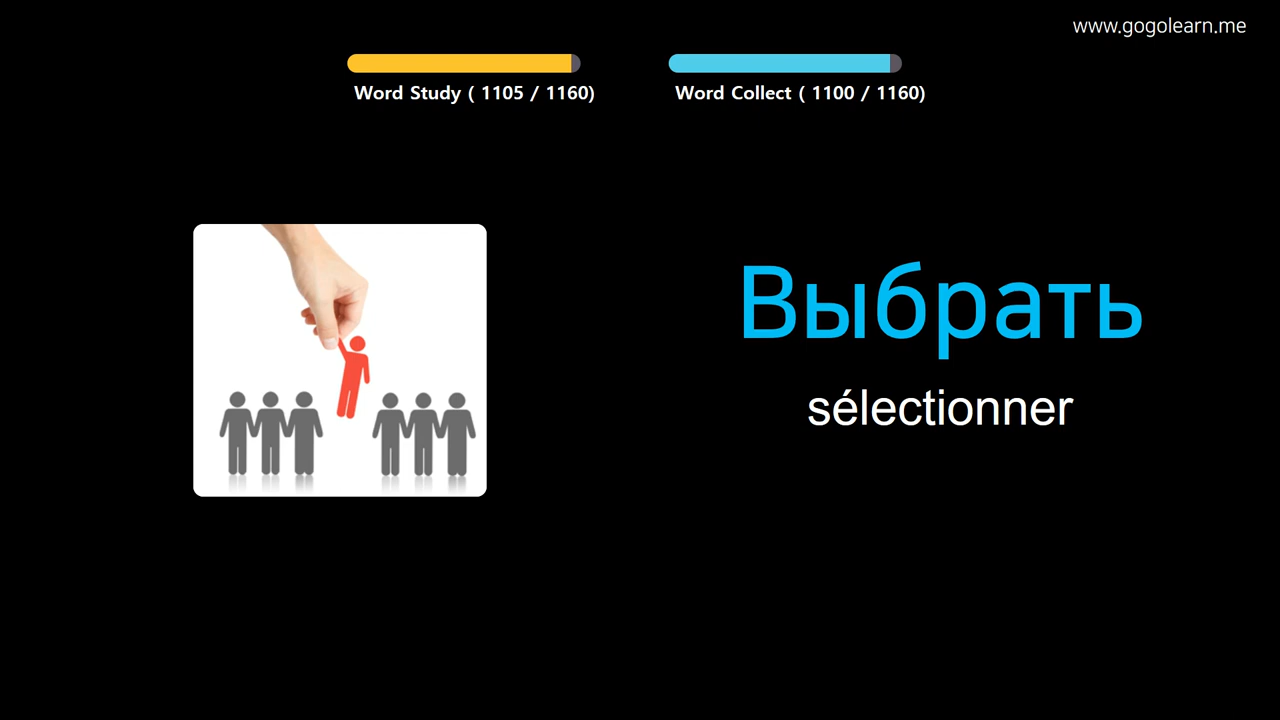 www.gogolearn.me
Word Study ( 1105 / 1160)
Word Collect ( 1100 / 1160)
Выбрать
sélectionner